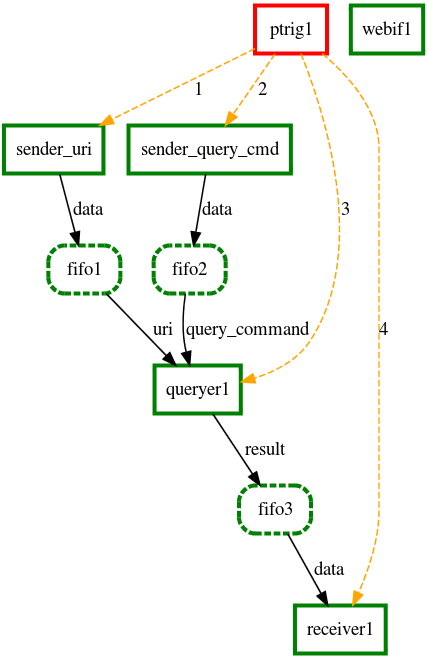 ptrig1
webif1
1
2
sender_uri
sender_query_cmd
data
data
3
fifo1
fifo2
uri
query_command
4
queryer1
result
fifo3
data
receiver1